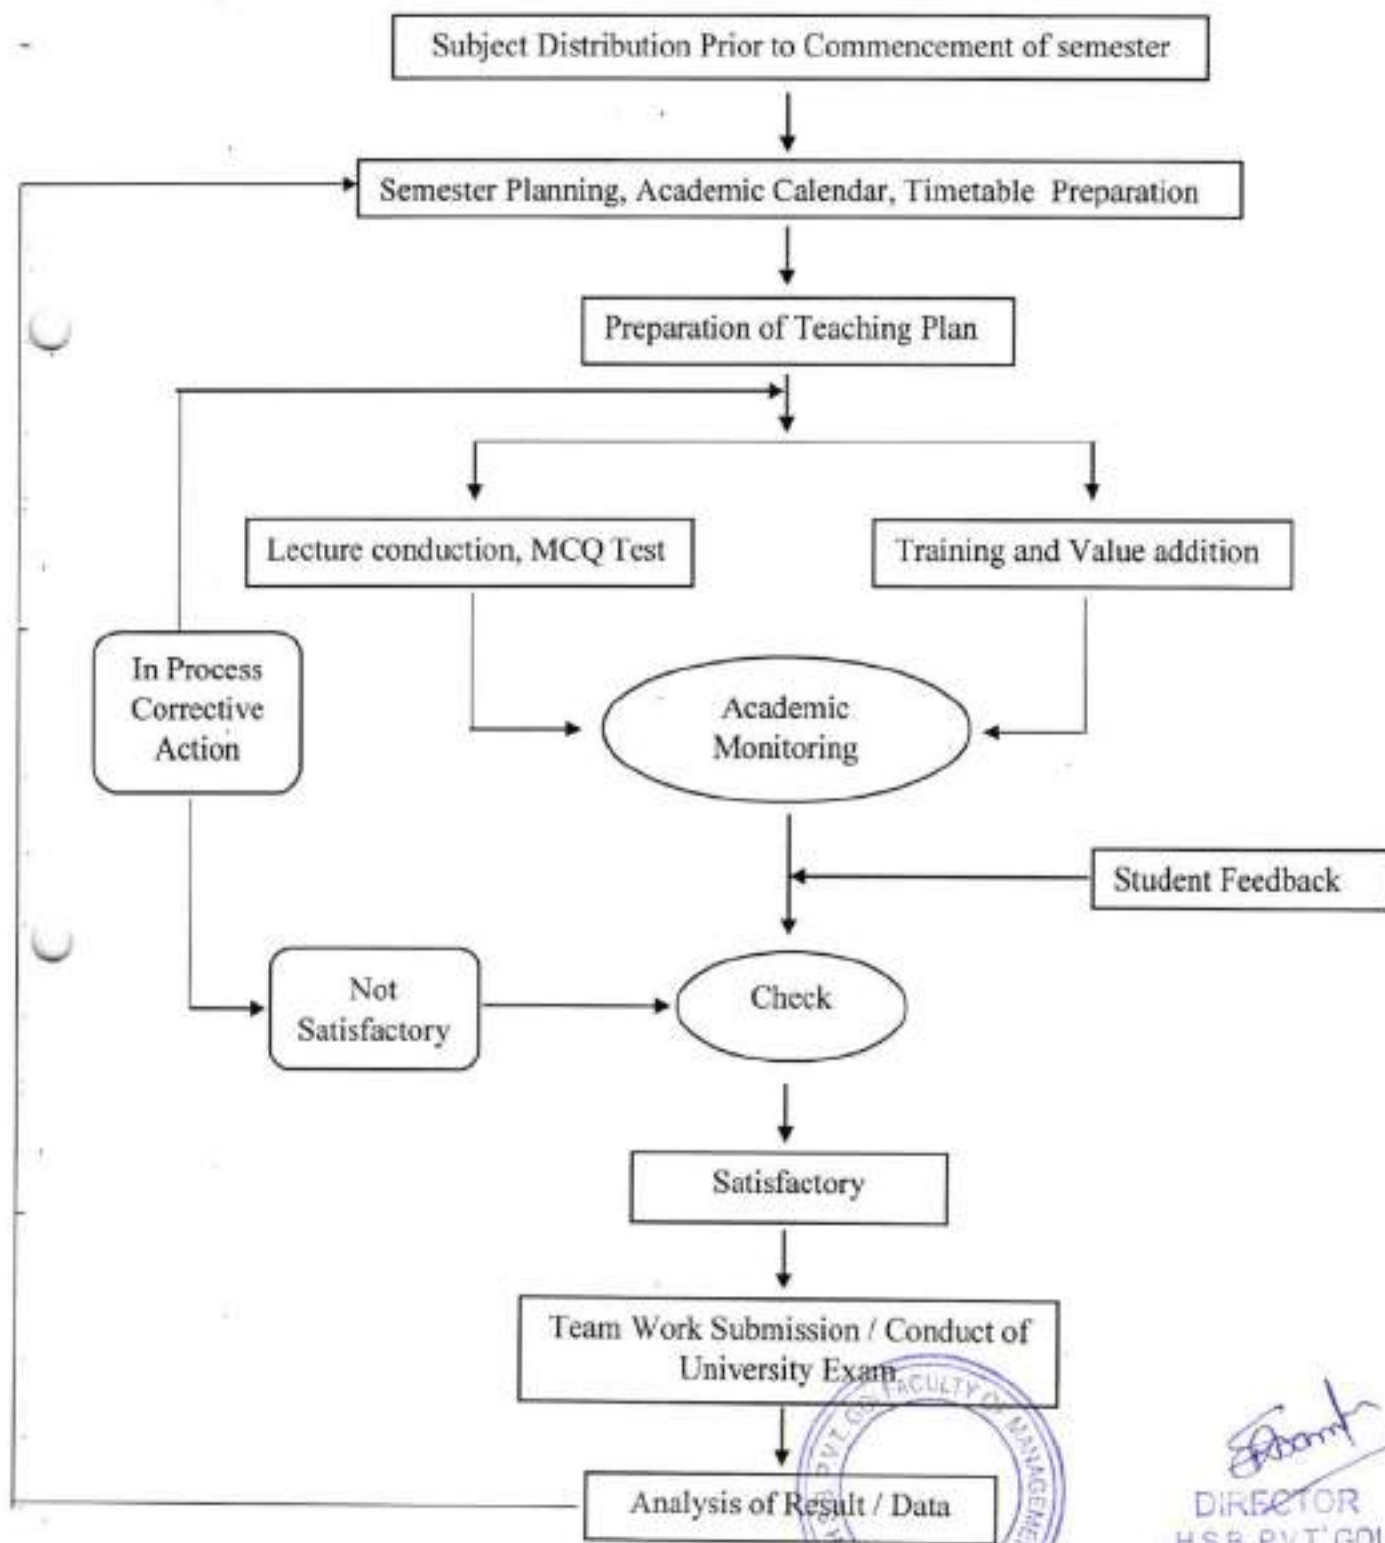 Subject Distribution Prior to Commencement of semester
Semester Planning, Academic Calendar, Timetable Preparation
Preparation of Teaching Plan
Lecture conduction, MCQ Test
Training and Value addition
In Process
Corrective
Action
Academic
Monitoring
Student Feedback
Not
Satisfactory
Check
Satisfactory
Team Work Submission / Conduct of
University Exam
Analysis of Result / Data
FACULTY OF
DIRECTOR
H.S.B.P.V.T'